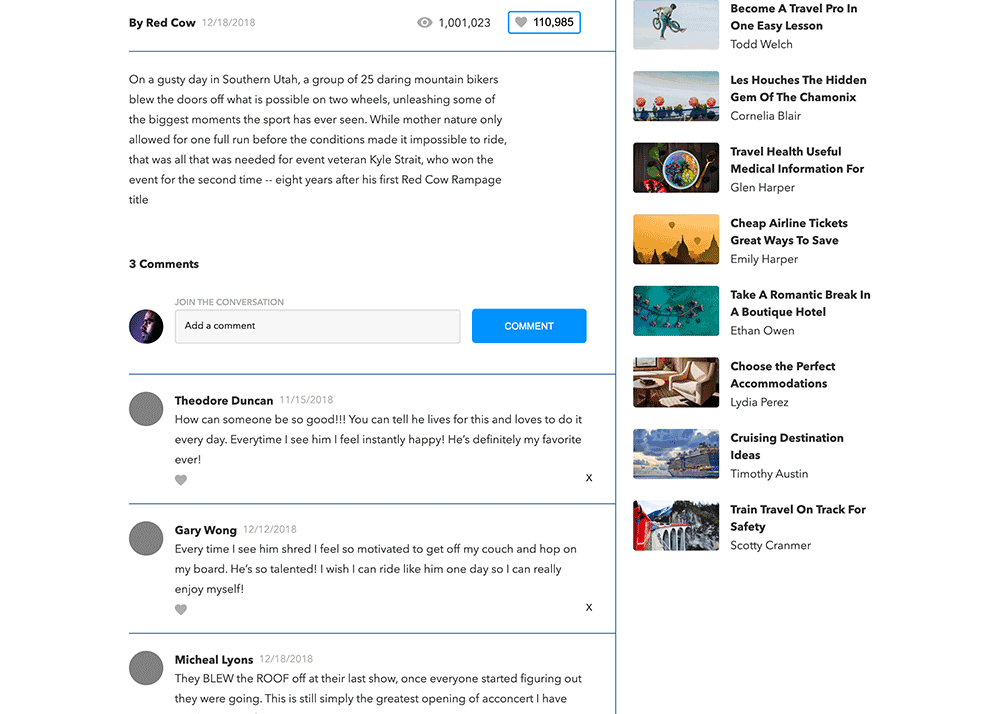 By Red Cow 12/18/2018 1,001,023 110,985
On a gusty day in Southern Utah, a group of 25 daring mountain bikers
blew the doors off what is possible on two wheels, unleashing some of
the biggest moments the sport has ever seen. While mother nature only
allowed for one full run before the conditions made it impossible to ride,
that was all that was needed for event veteran Kyle Strait, who won the
event for the second time -- eight years after his first Red Cow Rampage
title
3 Comments
JOIN THE CONVERSATION
Add a comment
COMMENT
Theodore Duncan 11/15/2018
How can someone be so good!!! You can tell he lives for this and loves to do it
every day. Everytime I see him I feel instantly happy! He's definitely my favorite
ever!
X
Gary Wong 12/12/2018
Every time I see him shred I feel so motivated to get off my couch and hop on
my board. He's so talented! I wish I can ride like him one day so I can really
enjoy myself!
X
Micheal Lyons 12/18/2018
They BLEW the ROOF off at their last show, once everyone started figuring out
they were going. This is still simply the greatest opening of acconcert I have
Become A Travel Pro In
One Easy Lesson
Todd Welch
Les Houches The Hidden
Gem Of The Chamonix
Cornelia Blair
Travel Health Useful
Medical Information For
Glen Harper
Cheap Airline Tickets
Great Ways To Save
Emily Harper
Take A Romantic Break In
A Boutique Hotel
Ethan Owen
Choose the Perfect
Accommodations
Lydia Perez
Cruising Destination
Ideas
Timothy Austin
Train Travel On Track For
Safety
Scotty Cranmer